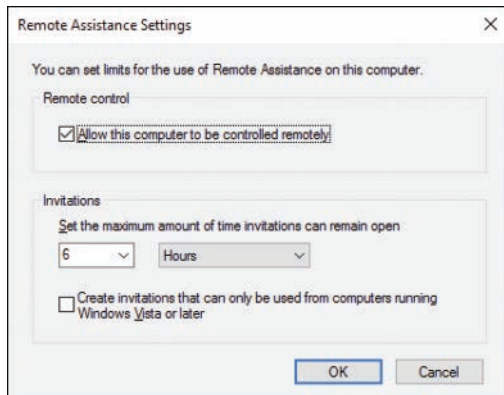 Remote Assistance Settings
You can set limits for the use of Remote Assistance on this computer.
Remote control
Allow this computer to be controlled remotely
Invitations
Set the maximum amount of time invitations can remain open
6 Hours
Create invitations that can only be used from computers running
Windows Vista or later
OK Cancel